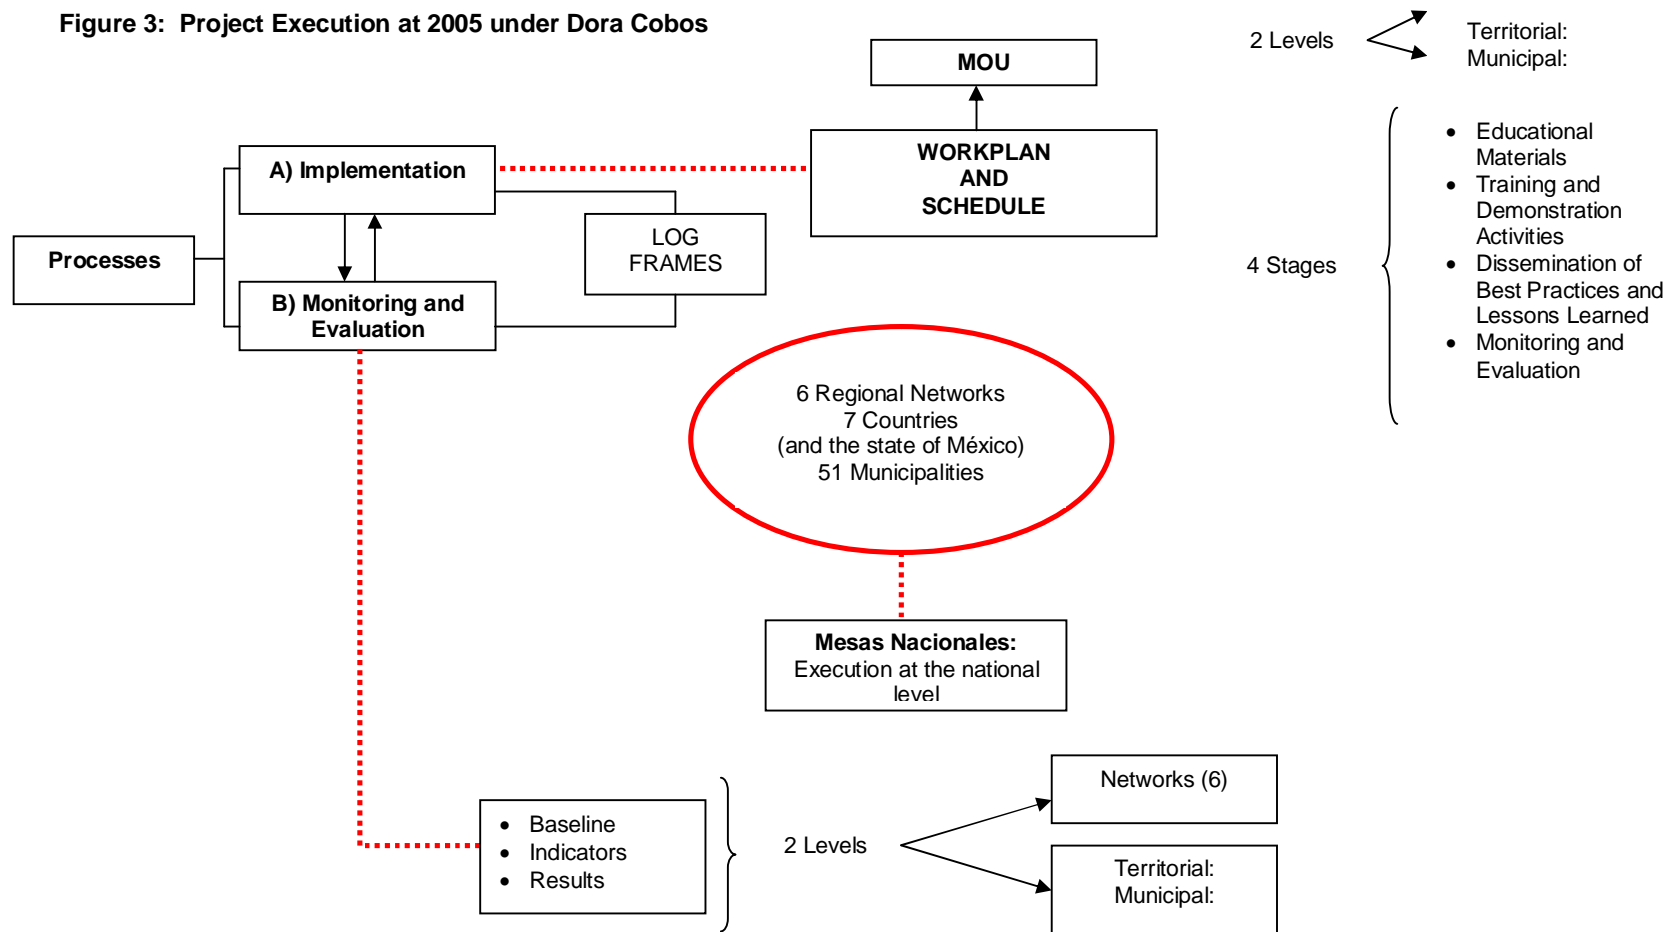 Figure 3: Project Execution at 2005 under Dora Cobos
MOU
2 Levels
Territorial:
Municipal:
WORKPLAN
AND
SCHEDULE
A) Implementation
LOG
FRAMES
Processes
B) Monitoring and
Evaluation
4 Stages
• Educational
Materials
• Training and
Demonstration
Activities
• Dissemination of
Best Practices and
Lessons Learned
• Monitoring and
Evaluation
6 Regional Networks
7 Countries
(and the state of México)
51 Municipalities
Mesas Nacionales:
Execution at the national
level
• Baseline
• Indicators
• Results
2 Levels
Networks (6)
Territorial:
Municipal: